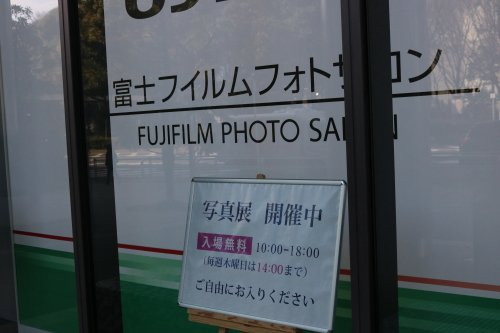 富士フイルムフォトサロン
FUJIFILM PHOTO SALON
写真展 開催中
入場無料 10:00~18:00
(毎週木曜日は14:00まで)
ご自由にお入りください